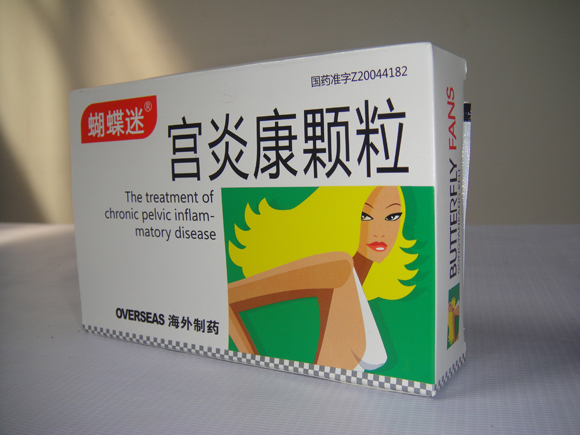 国药准字Z20044182
蝴蝶迷®
宫炎康颗粒
The treatment of
chronic pelvic inflam-
matory disease
OVERSEAS 海外制药
BUTTERFLY FANS